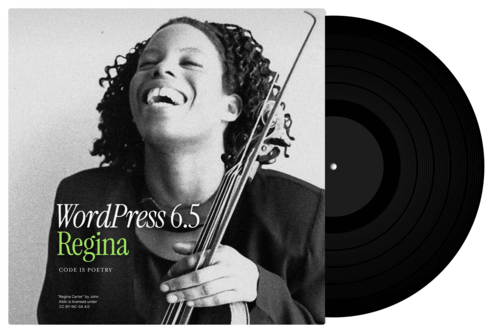 WordPress 6.5
Regina
CODE IS POETRY
"Regina Carter" by John
Keith is licensed under
CC BY-NC-SA 4.0